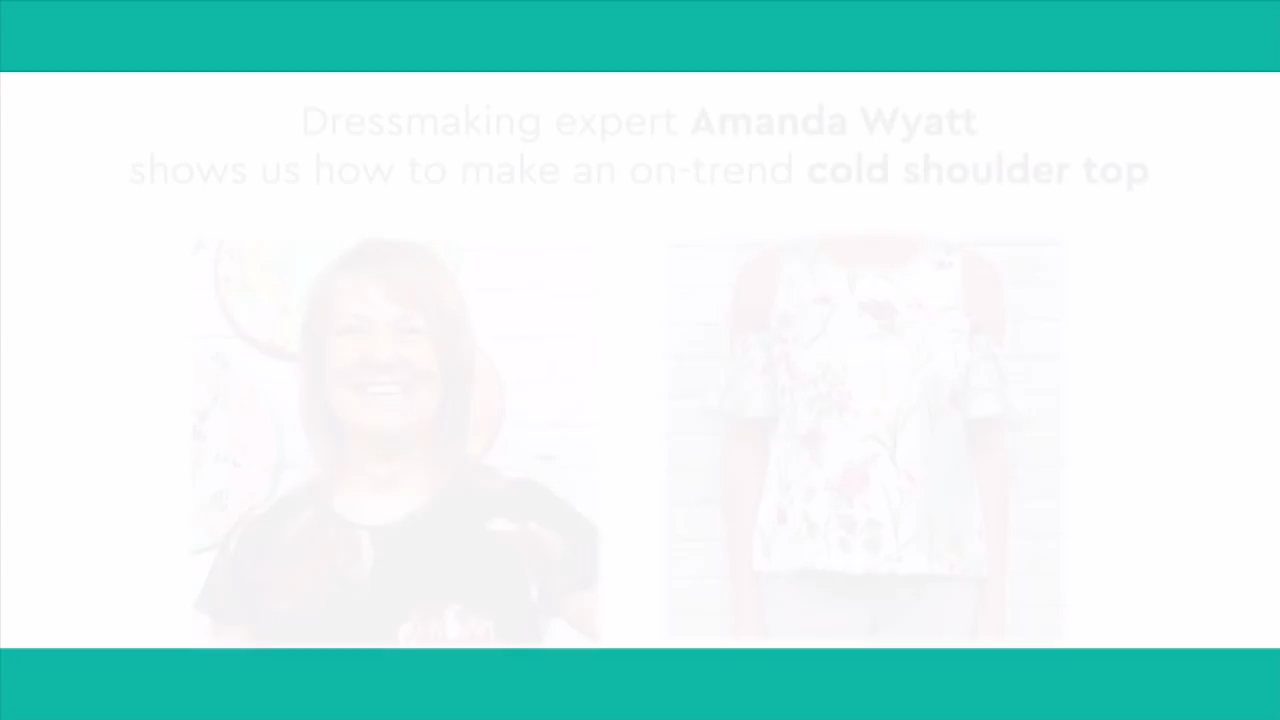 Dressmaking expert Amanda Wyatt
shows us how to make an on-trend cold shoulder top